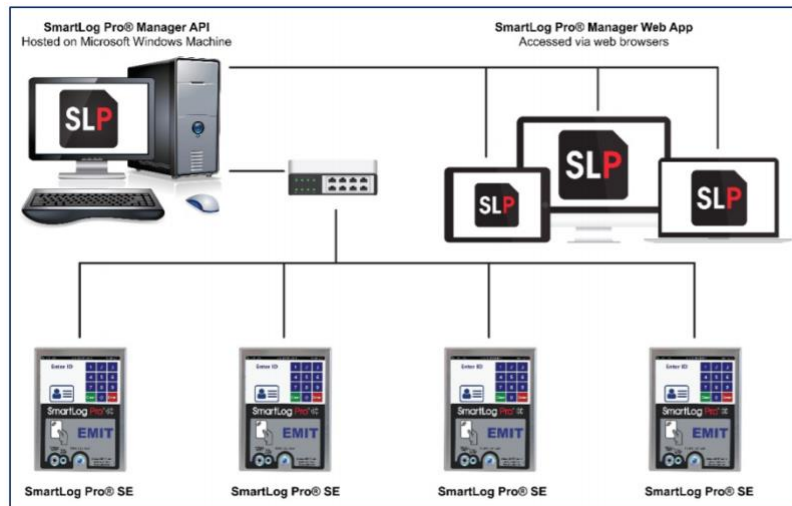 SmartLog Pro® Manager API
Hosted on Microsoft Windows Machine
SmartLog Pro® Manager Web App
Accessed via web browsers
SLP
SLP
SLP
SLP
Enter ID
SmartLog Pro®
EMIT
Enter ID
SmartLog Pro®
EMIT
Enter ID
SmartLog Pro®
EMIT
Enter ID
SmartLog Pro®
EMIT
SmartLog Pro® SE
SmartLog Pro® SE
SmartLog Pro® SE
SmartLog Pro® SE